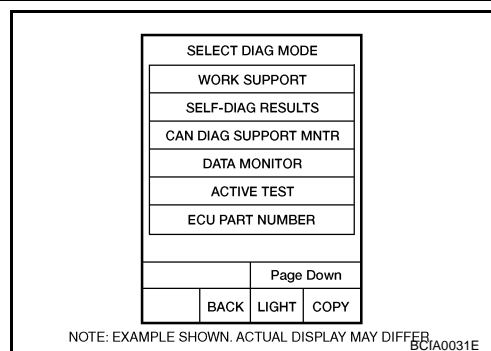 SELECT DIAG MODE
WORK SUPPORT
SELF-DIAG RESULTS
CAN DIAG SUPPORT MNTR
DATA MONITOR
ACTIVE TEST
ECU PART NUMBER
Page Down
BACK LIGHT COPY
NOTE: EXAMPLE SHOWN. ACTUAL DISPLAY MAY DIFFER.
BCIA0031E